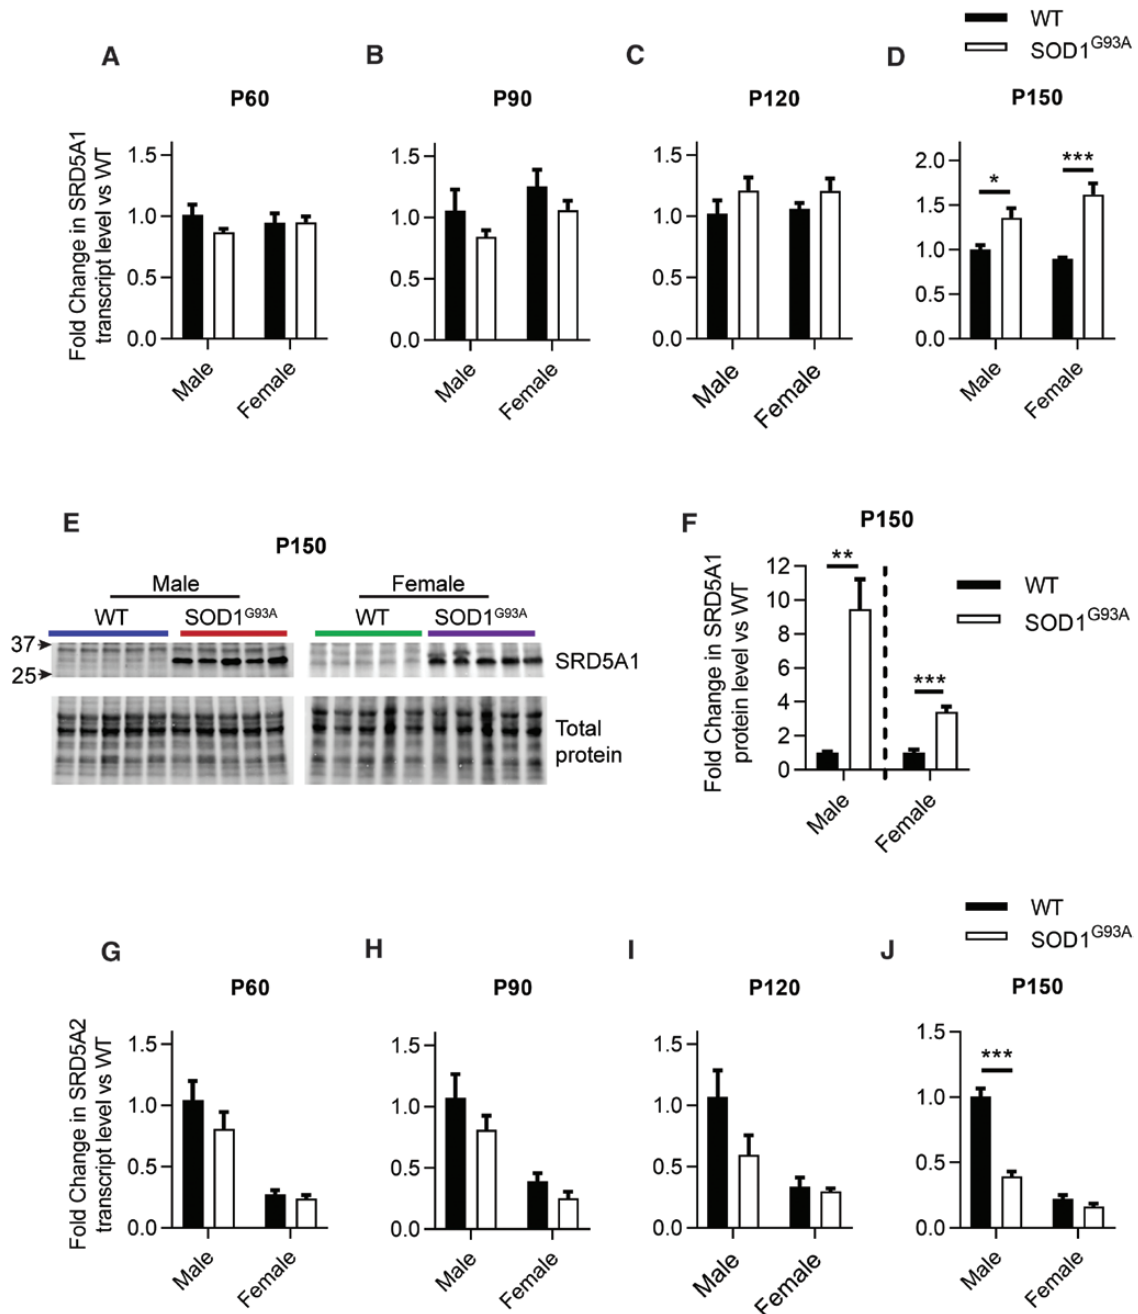 WT
SOD1G93A
A
B
C
D
P60
P90
P120
P150
Fold Change in SRD5A1
transcript level vs WT
1.5
1.0
0.5
0.0
Male
Female
1.5
1.0
0.5
0.0
Male
Female
1.5
1.0
0.5
0.0
Male
Female
2.0
1.5
1.0
0.5
0.0
*
***
Male
Female
E
P150
Male
Female
WT
SOD1G93A
WT
SOD1G93A
37
25
SRD5A1
Total
protein
F
P150
Fold Change in SRD5A1
protein level vs WT
12
10
8
6
4
2
0
**
***
Male
Female
WT
SOD1G93A
WT
SOD1G93A
G
H
I
J
P60
P90
P120
P150
Fold Change in SRD5A2
transcript level vs WT
1.5
1.0
0.5
0.0
Male
Female
1.5
1.0
0.5
0.0
Male
Female
1.5
1.0
0.5
0.0
Male
Female
1.5
1.0
0.5
0.0
***
Male
Female